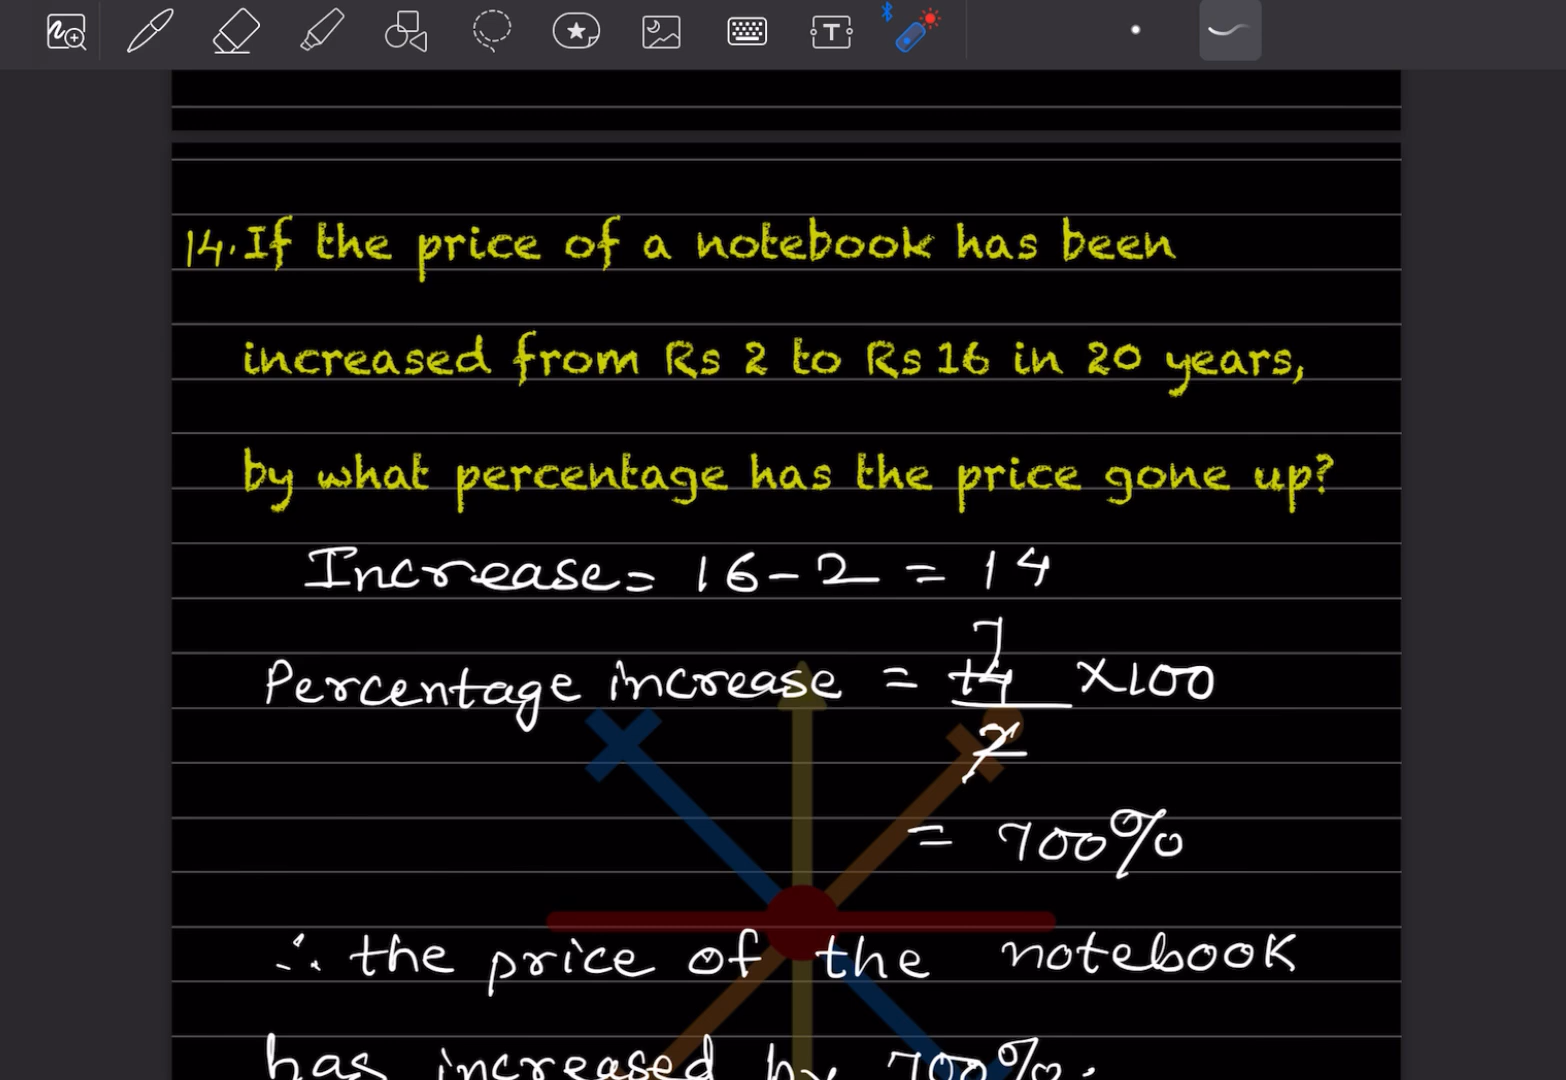 14. If the price of a notebook has been
increased from Rs 2 to Rs 16 in 20 years,
by what percentage has the price gone up?
Increase = 16 - 2 = 14
7
Percentage increase = 14 × 100
2
= 700%
∴ the price of the notebook
has increased by 700%.